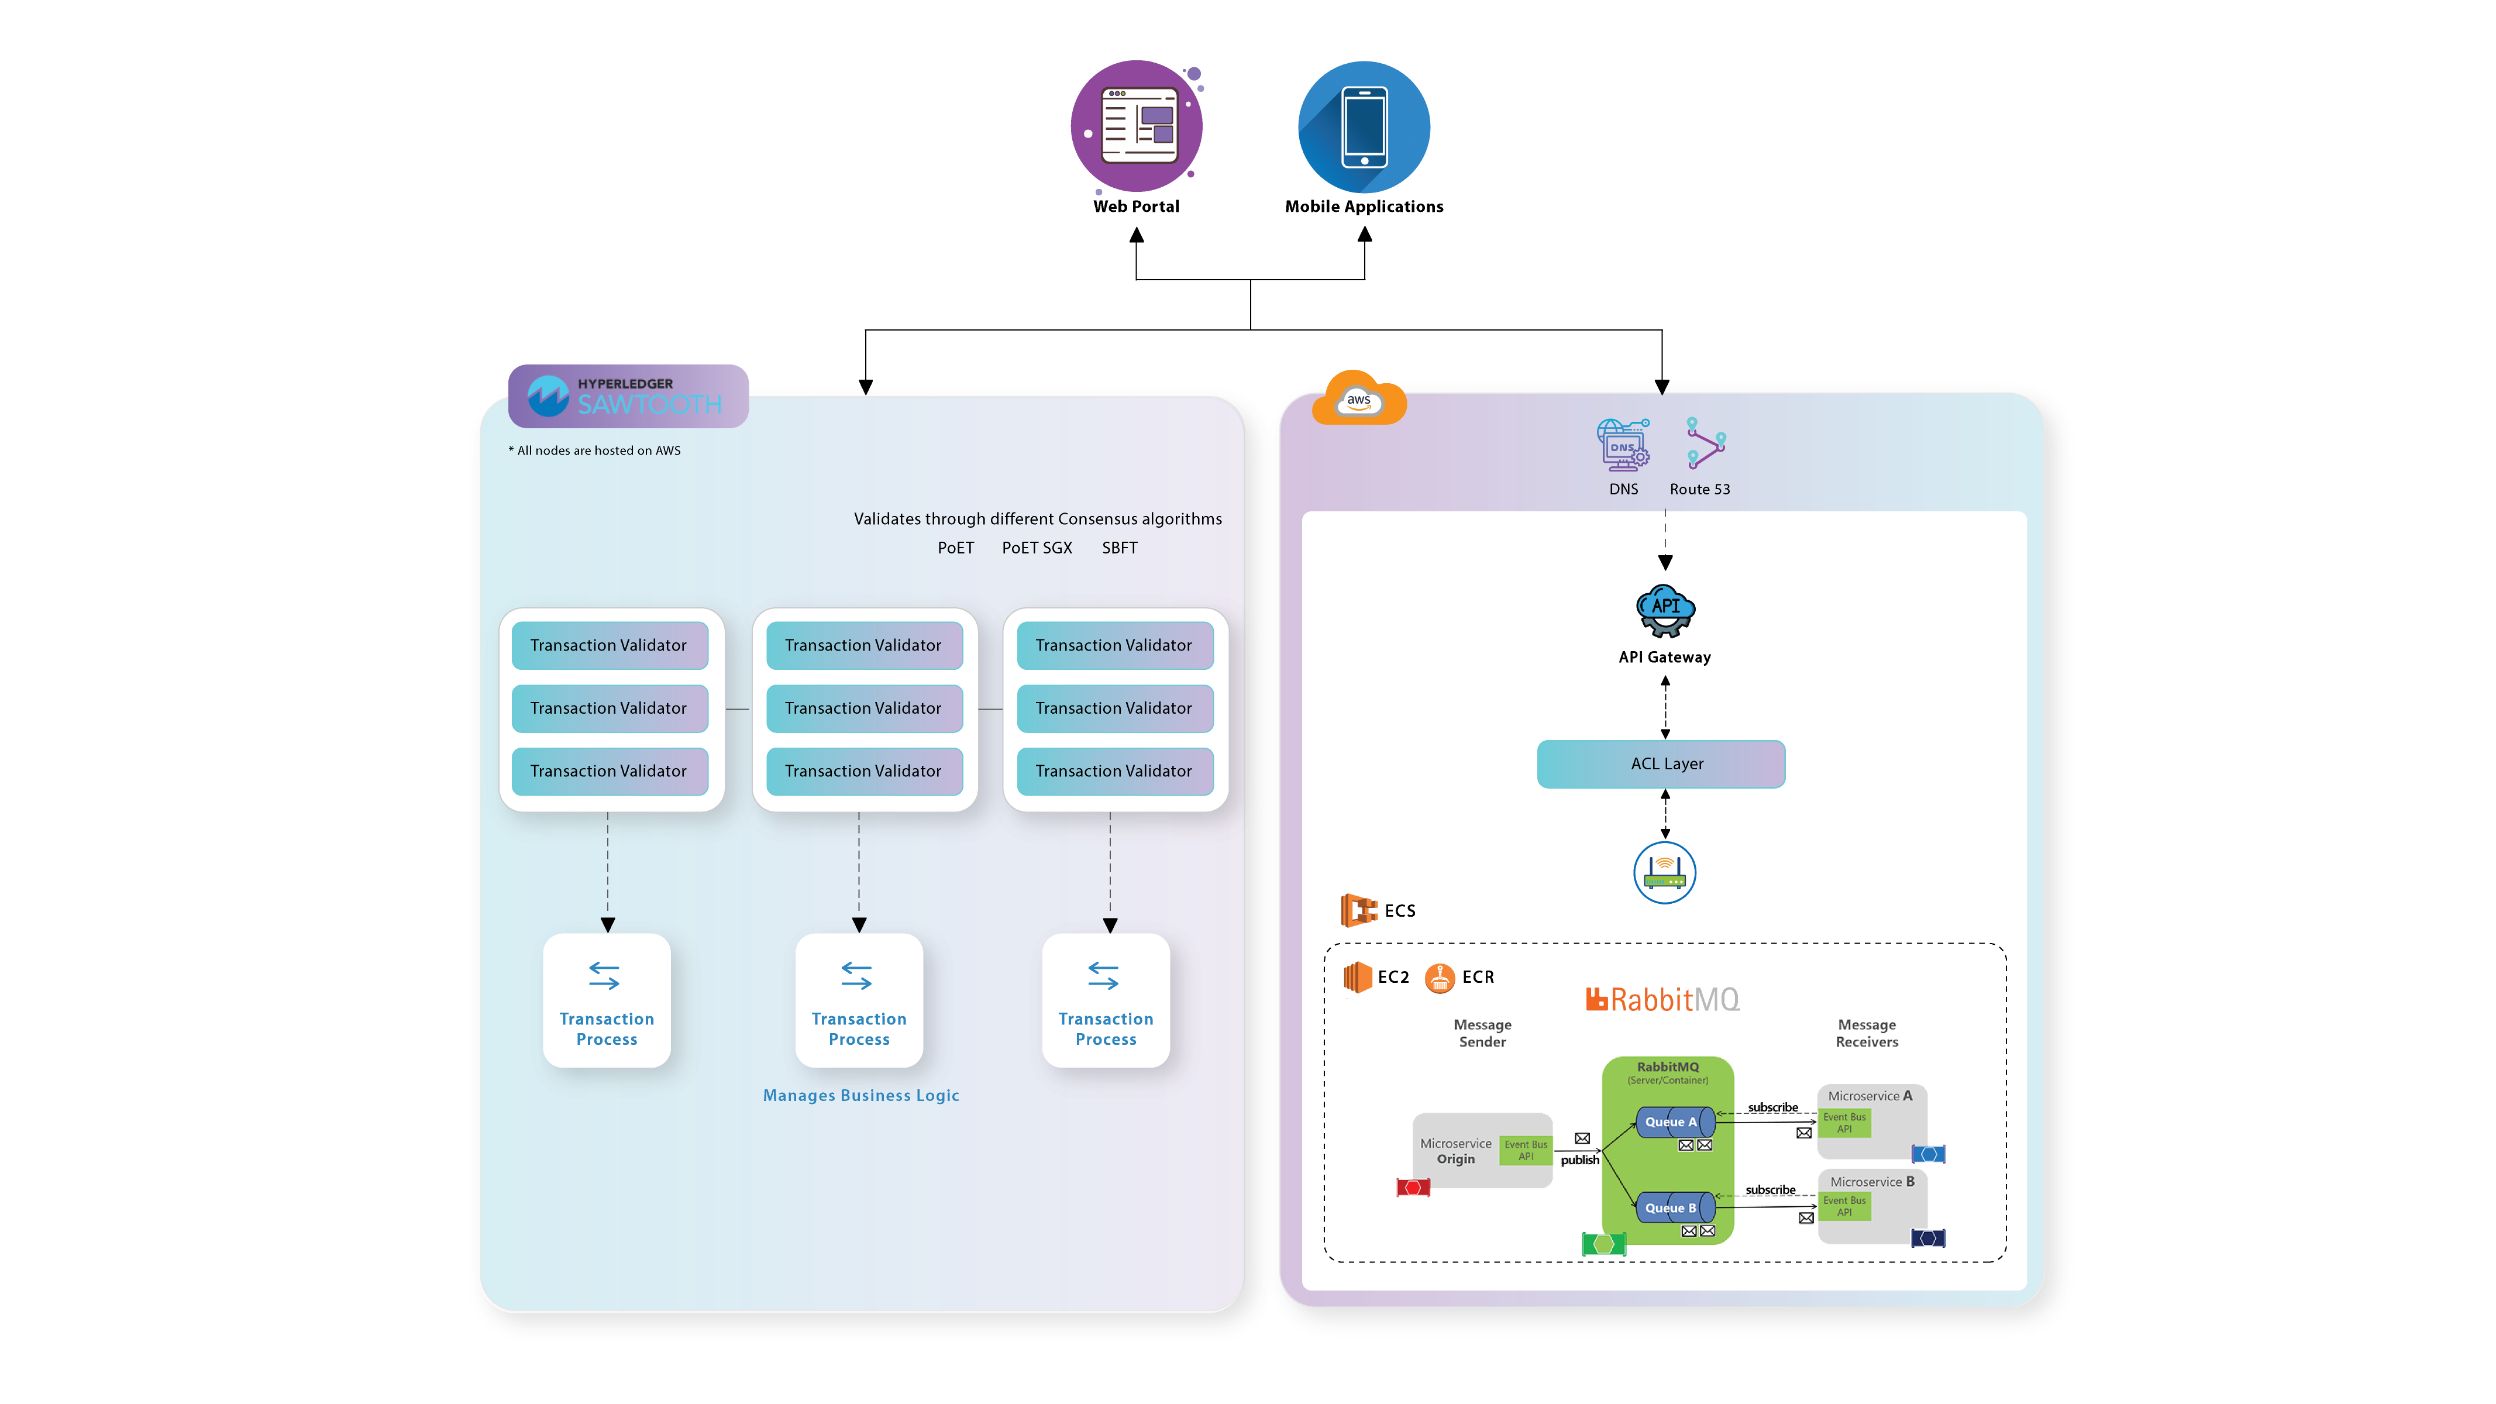 Web Portal
Mobile Applications
HYPERLEDGER
SAWTOOTH
* All nodes are hosted on AWS
Validates through different Consensus algorithms
PoET PoET SGX SBFT
Transaction Validator Transaction Validator Transaction Validator
Transaction Validator Transaction Validator Transaction Validator
Transaction Validator Transaction Validator Transaction Validator
Transaction Transaction Transaction
Process Process Process
Manages Business Logic
aws
DNS
DNS Route 53
API
API Gateway
ACL Layer
ECS
EC2 ECR
RabbitMQ
Message
Sender
Message
Receivers
RabbitMQ
(Server/Container)
Microservice
Origin
Event Bus
API
publish
Queue A
Queue B
subscribe
subscribe
Microservice A
Event Bus
API
Microservice B
Event Bus
API